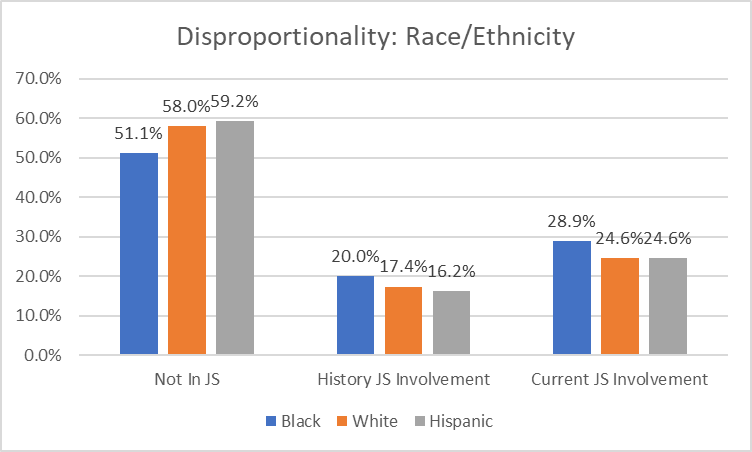 Disproportionality: Race/Ethnicity
70.0%
60.0%
50.0%
40.0%
30.0%
20.0%
10.0%
0.0%
51.1%
58.0%
59.2%
20.0%
17.4%
16.2%
28.9%
24.6%
24.6%
Not In JS
History JS Involvement
Current JS Involvement
Black
White
Hispanic